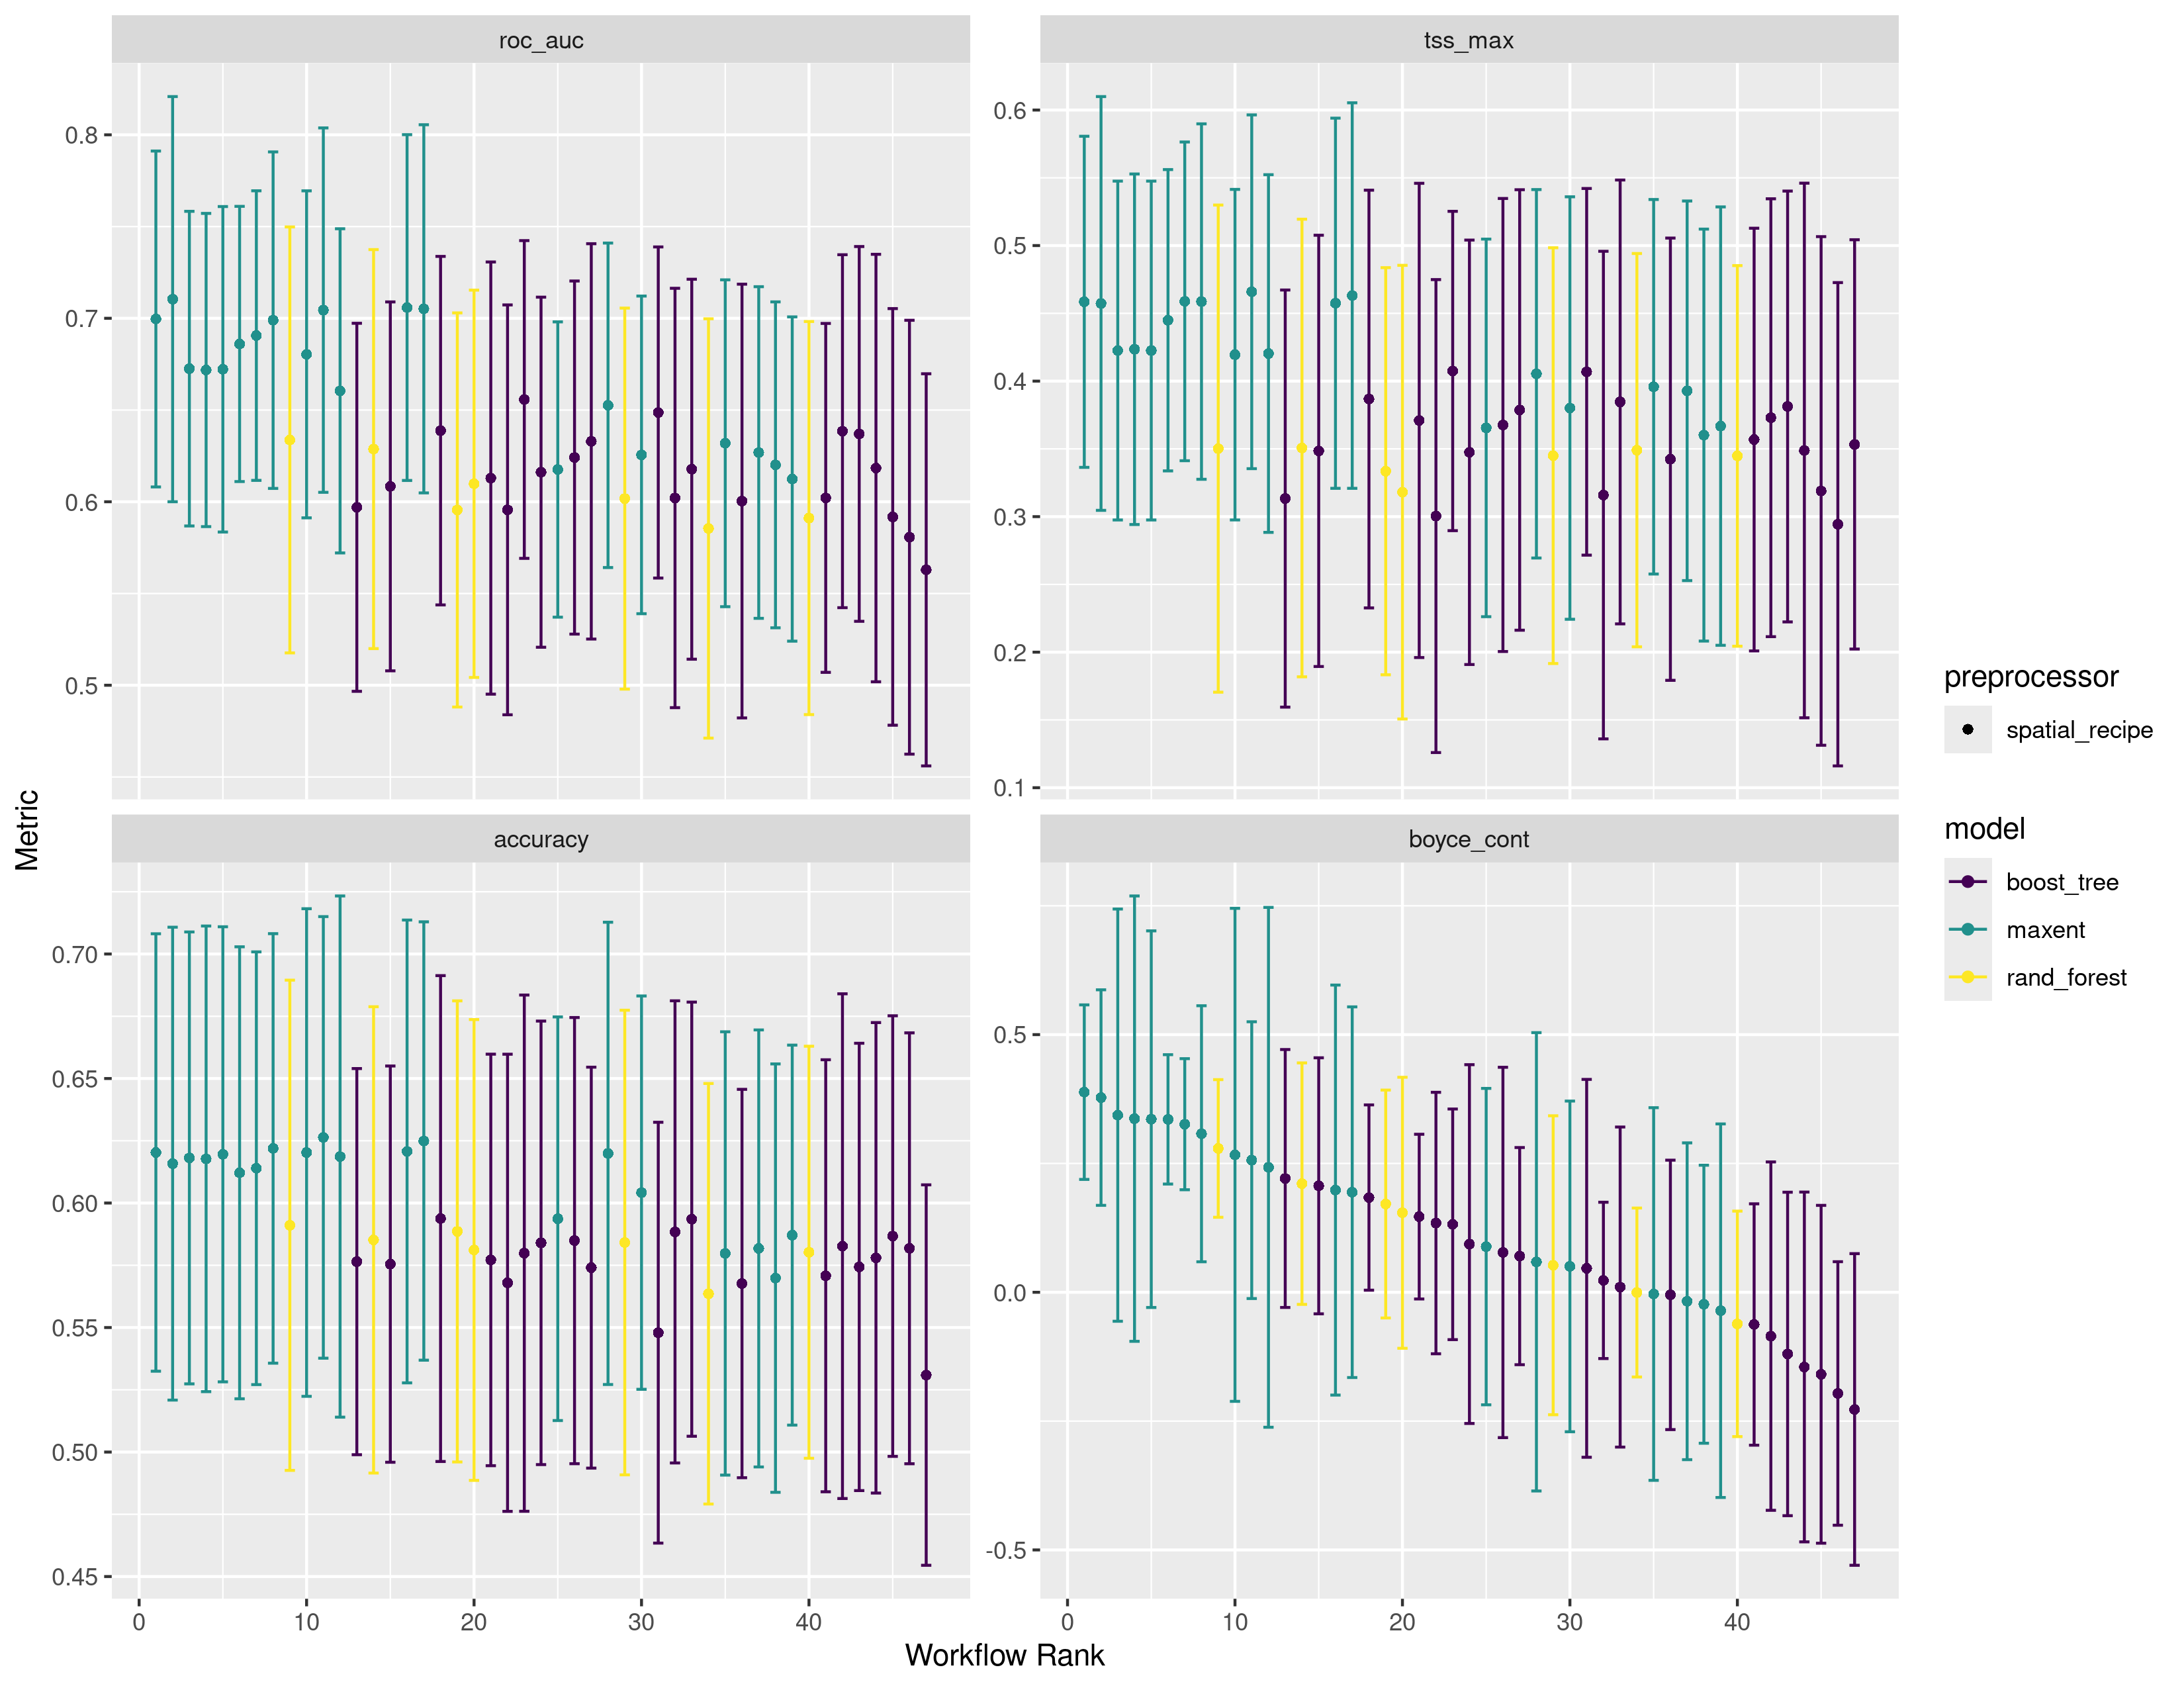 roc_auc
tss_max
0.8
0.7
0.6
0.5
0.6
0.5
0.4
0.3
0.2
0.1
accuracy
boyce_cont
0.70
0.65
0.60
0.55
0.50
0.45
0.5
0.0
-0.5
0 10 20 30 40
0 10 20 30 40
Workflow Rank
Metric
preprocessor
spatial_recipe
model
boost_tree
maxent
rand_forest